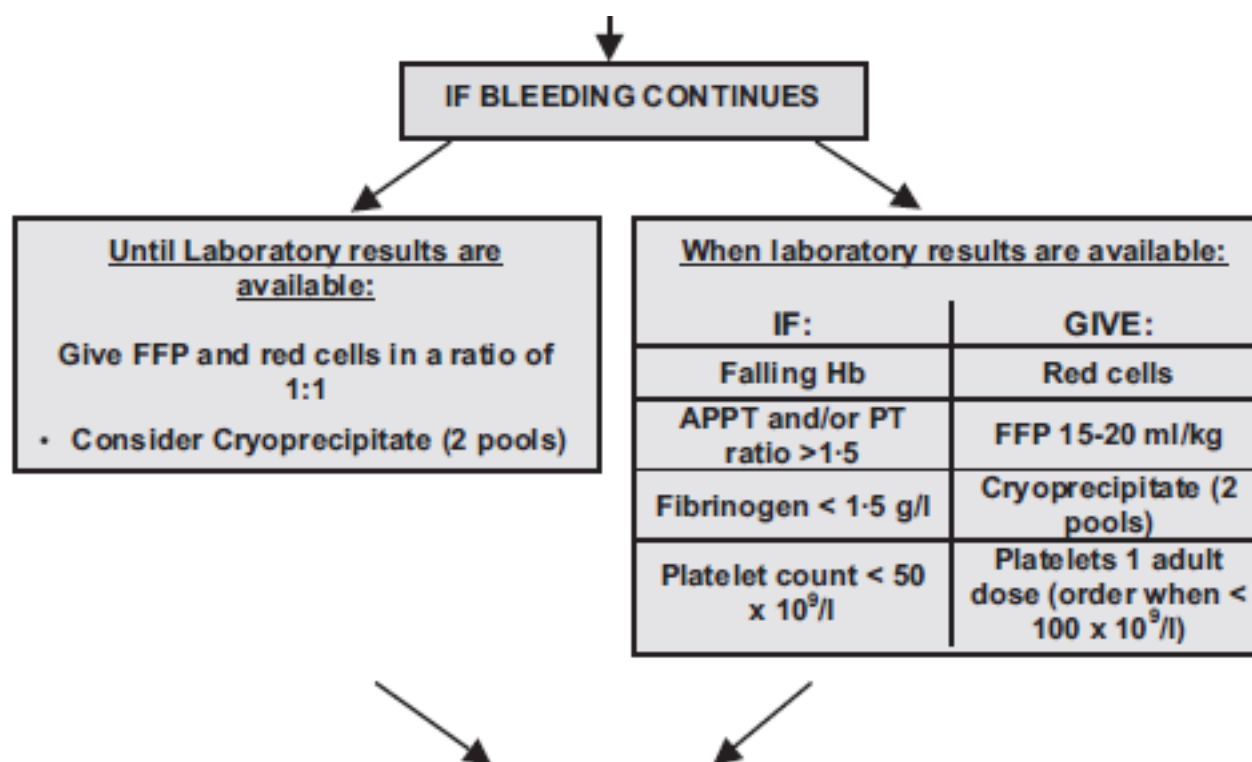 IF BLEEDING CONTINUES
Until Laboratory results are
available:
Give FFP and red cells in a ratio of
1:1
• Consider Cryoprecipitate (2 pools)
When laboratory results are available:
IF:
GIVE:
Falling Hb
Red cells
APPT and/or PT
ratio >1·5
FFP 15-20 ml/kg
Fibrinogen < 1·5 g/l
Cryoprecipitate (2
pools)
Platelet count < 50
x 10⁹/l
Platelets 1 adult
dose (order when <
100 x 10⁹/l)